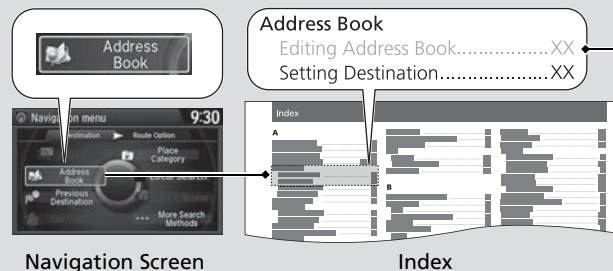 Address
Book
Address Book
Editing Address Book..................XX
Setting Destination.....................XX
Navigation menu
9:30
Destination
Route Option
Place
Category
Address
Book
Local Search
Previous
Destination
More Search
Methods
Index
A
B
Navigation Screen
Index